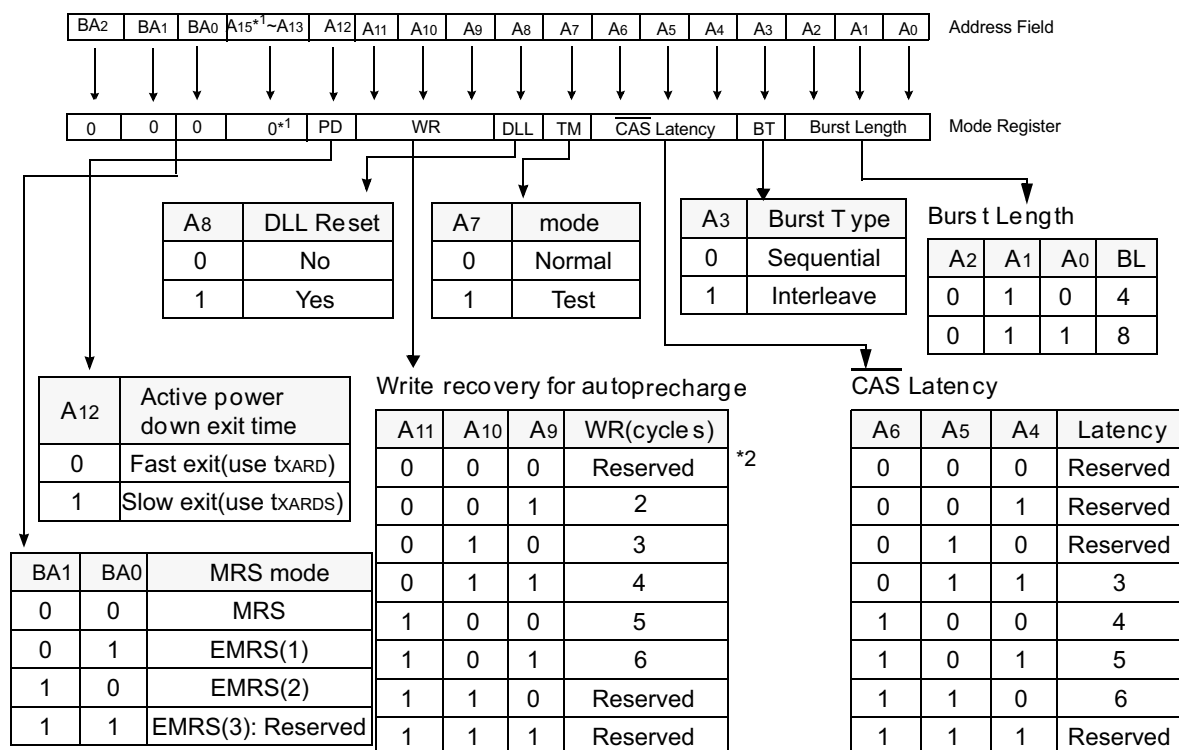 BA2 BA1 BA0 A15*1~A13 A12 A11 A10 A9 A8 A7 A6 A5 A4 A3 A2 A1 A0 Address Field
0 0 0 0*1 PD WR DLL TM CAS Latency BT Burst Length Mode Register
A8 DLL Reset
0 No
1 Yes
A7 mode
0 Normal
1 Test
A3 Burst Type
0 Sequential
1 Interleave
Burst Length
A2 A1 A0 BL
0 1 0 4
0 1 1 8
A12 Active power
down exit time
0 Fast exit(use tXARD)
1 Slow exit(use tXARDS)
BA1 BA0 MRS mode
0 0 MRS
0 1 EMRS(1)
1 0 EMRS(2)
1 1 EMRS(3): Reserved
Write recovery for autoprecharge
A11 A10 A9 WR(cycles)
*2
0 0 0 Reserved
0 0 1 2
0 1 0 3
0 1 1 4
1 0 0 5
1 0 1 6
1 1 0 Reserved
1 1 1 Reserved
CAS Latency
A6 A5 A4 Latency
0 0 0 Reserved
0 0 1 Reserved
0 1 0 Reserved
0 1 1 3
1 0 0 4
1 0 1 5
1 1 0 6
1 1 1 Reserved